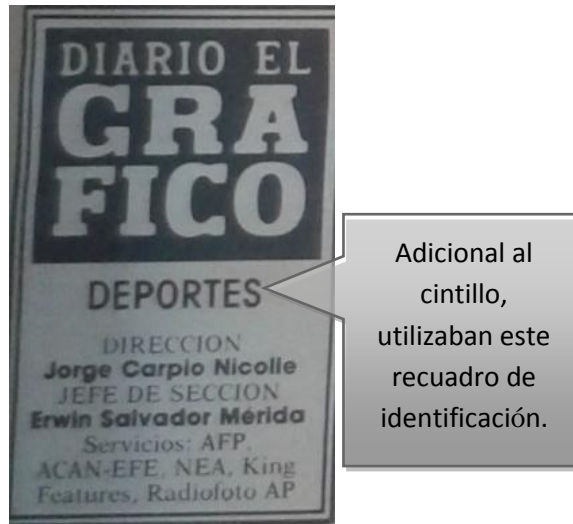 DIARIO EL
GRA
FICO
DEPORTES
DIRECCION
Jorge Carpio Nicolle
JEFE DE SECCION
Erwin Salvador Mérida
Servicios: AFP,
ACAN-EFE, NEA, King
Features, Radiofoto AP
Adicional al
cintillo,
utilizaban este
recuadro de
identificación.